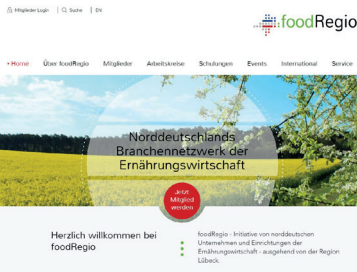 Mitglieder Login | Suche | EN
foodRegio
Home Über foodRegio Mitglieder Arbeitskreise Schulungen Events International Service
Norddeutschlands
Branchennetzwerk der
Ernährungswirtschaft
Jetzt
Mitglied
werden
Herzlich willkommen bei
foodRegio
foodRegio - Initiative von norddeutschen
Unternehmen und Einrichtungen der
Ernährungswirtschaft - ausgehend von der Region
Lübeck.